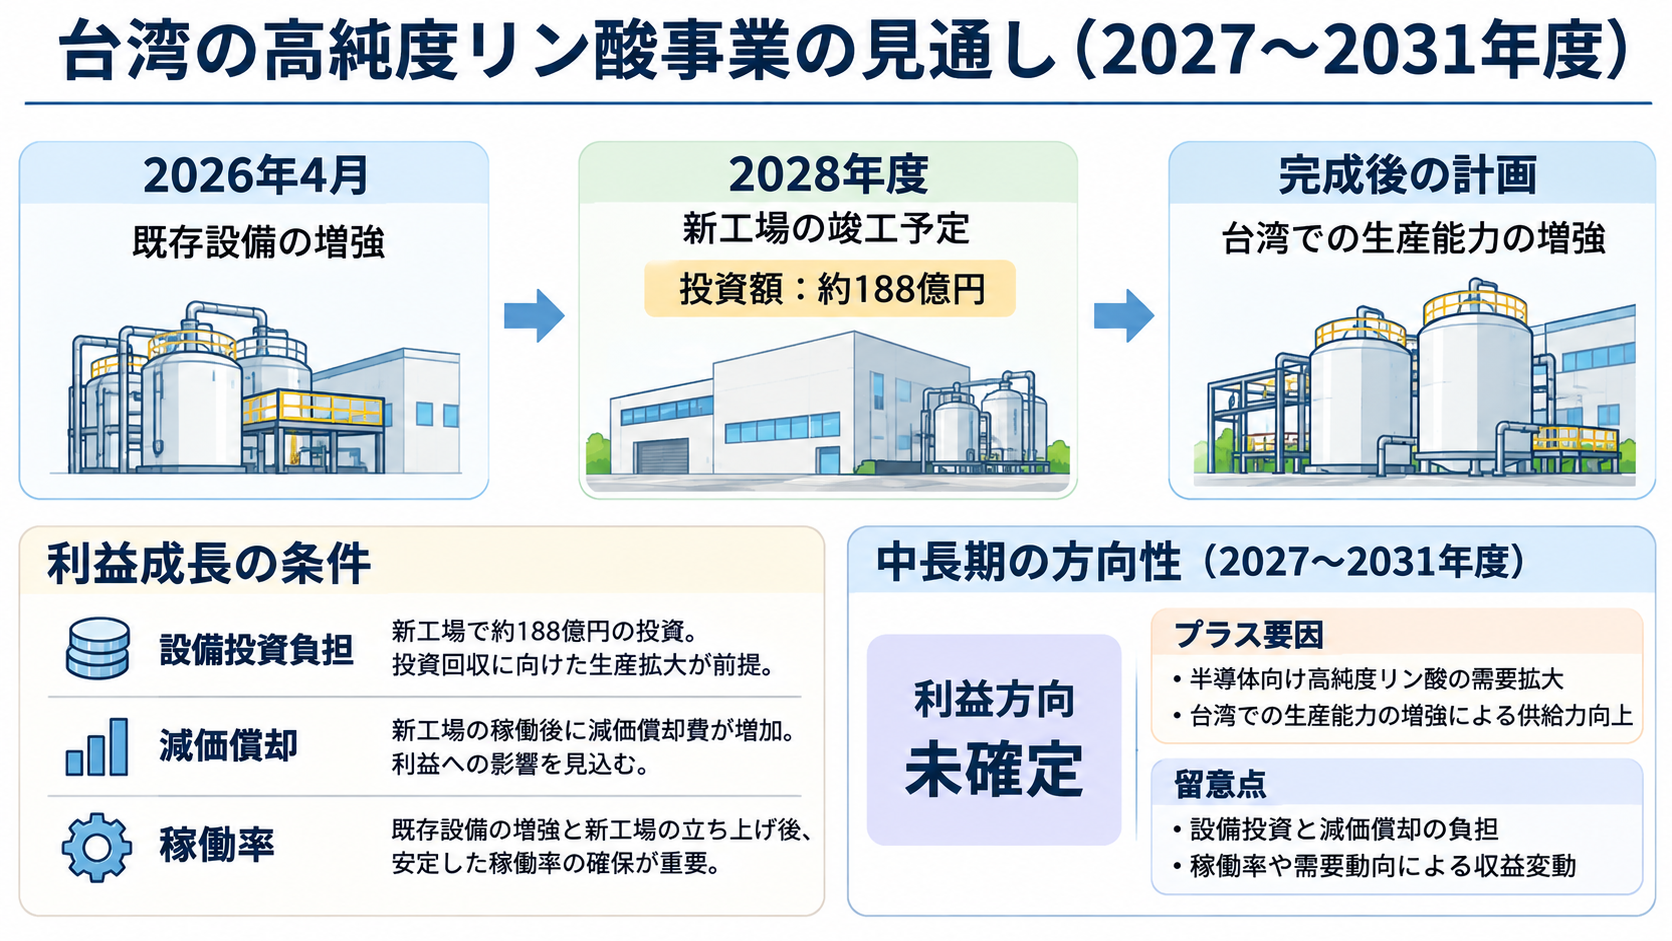 台湾の高純度リン酸事業の見通し（2027～2031年度）
2026年4月
既存設備の増強
2028年度
新工場の竣工予定
投資額：約188億円
完成後の計画
台湾での生産能力の増強
利益成長の条件
設備投資負担
新工場で約188億円の投資。
投資回収に向けた生産拡大が前提。
減価償却
新工場の稼働後に減価償却費が増加。
利益への影響を見込む。
稼働率
既存設備の増強と新工場の立ち上げ後、
安定した稼働率の確保が重要。
中長期の方向性（2027～2031年度）
利益方向
未確定
プラス要因
• 半導体向け高純度リン酸の需要拡大
• 台湾での生産能力の増強による供給力向上
留意点
• 設備投資と減価償却の負担
• 稼働率や需要動向による収益変動